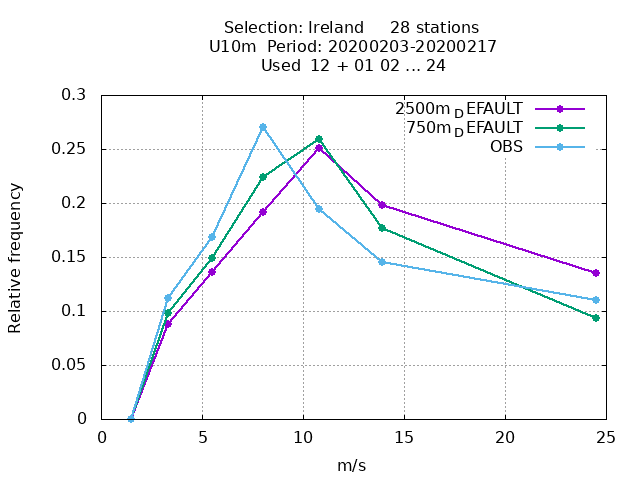 Selection: Ireland 28 stations
U10m Period: 20200203-20200217
Used 12 + 01 02 ... 24
0.3
0.25
0.2
0.15
0.1
0.05
0
Relative frequency
2500m_DEFAULT
750m_DEFAULT
OBS
0 5 10 15 20 25
m/s